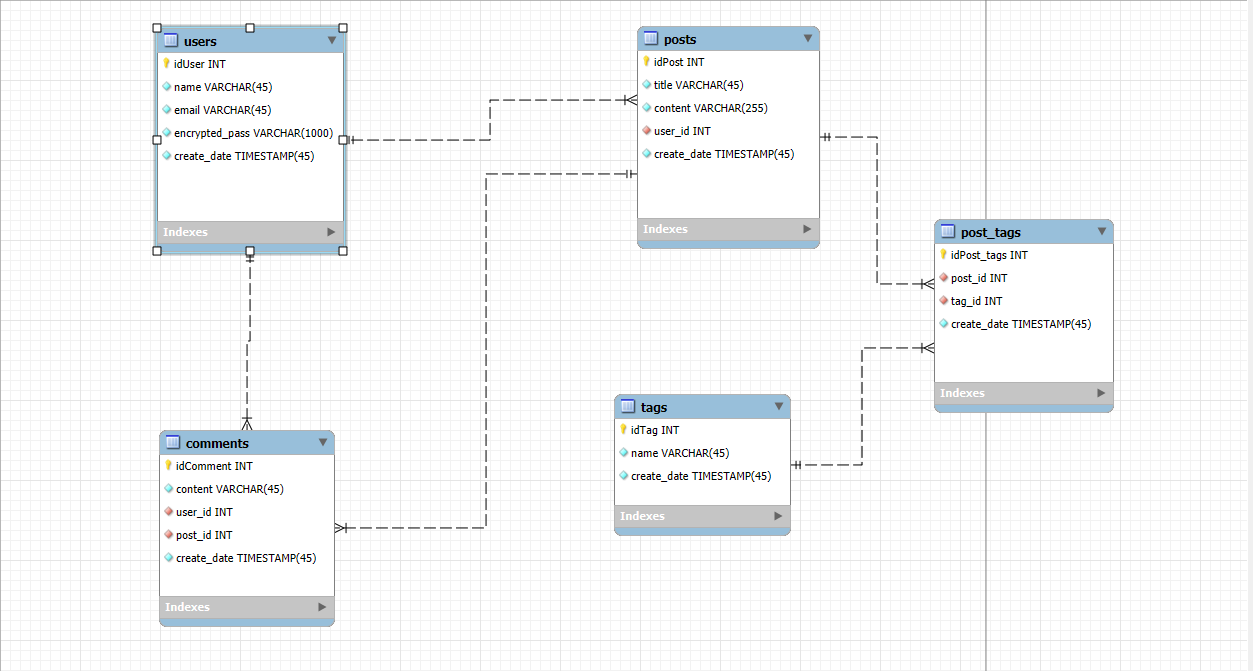 users
idUser INT
name VARCHAR(45)
email VARCHAR(45)
encrypted_pass VARCHAR(1000)
create_date TIMESTAMP(45)
Indexes
posts
idPost INT
title VARCHAR(45)
content VARCHAR(255)
user_id INT
create_date TIMESTAMP(45)
Indexes
post_tags
idPost_tags INT
post_id INT
tag_id INT
create_date TIMESTAMP(45)
Indexes
tags
idTag INT
name VARCHAR(45)
create_date TIMESTAMP(45)
Indexes
comments
idComment INT
content VARCHAR(45)
user_id INT
post_id INT
create_date TIMESTAMP(45)
Indexes